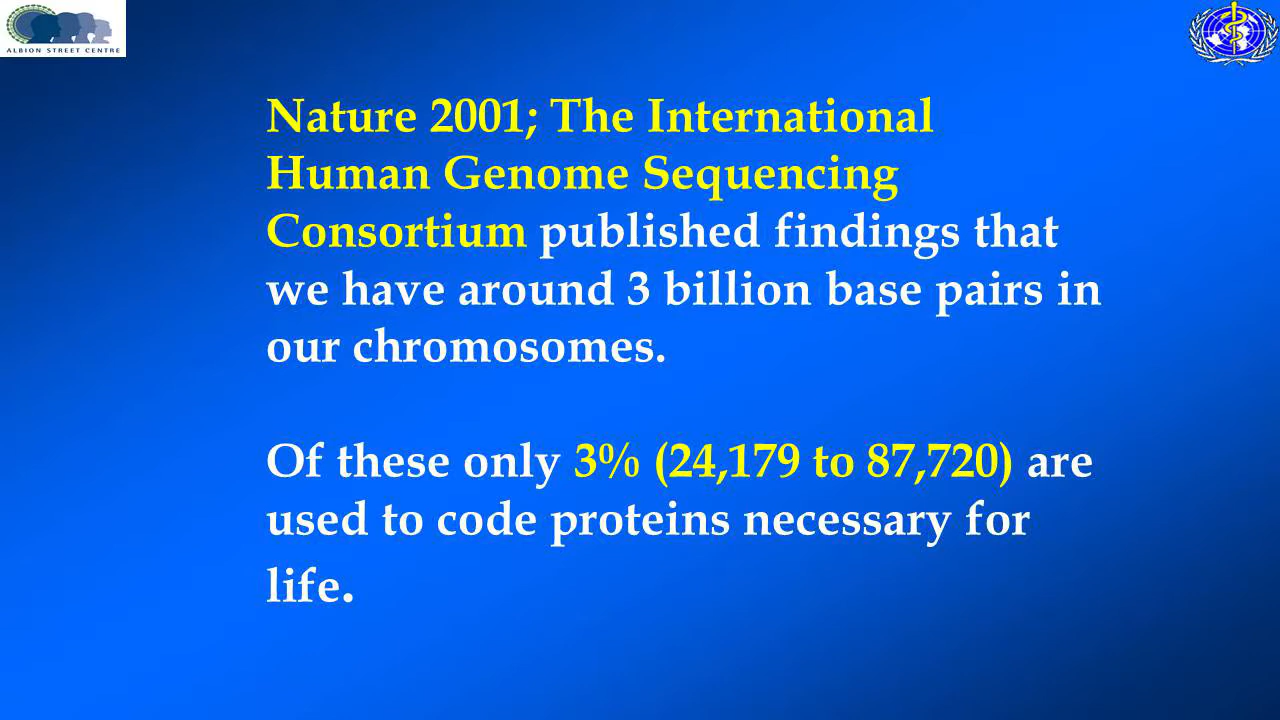 ALBION STREET CENTRE
Nature 2001; The International
Human Genome Sequencing
Consortium published findings that
we have around 3 billion base pairs in
our chromosomes.
Of these only 3% (24,179 to 87,720) are
used to code proteins necessary for
life.